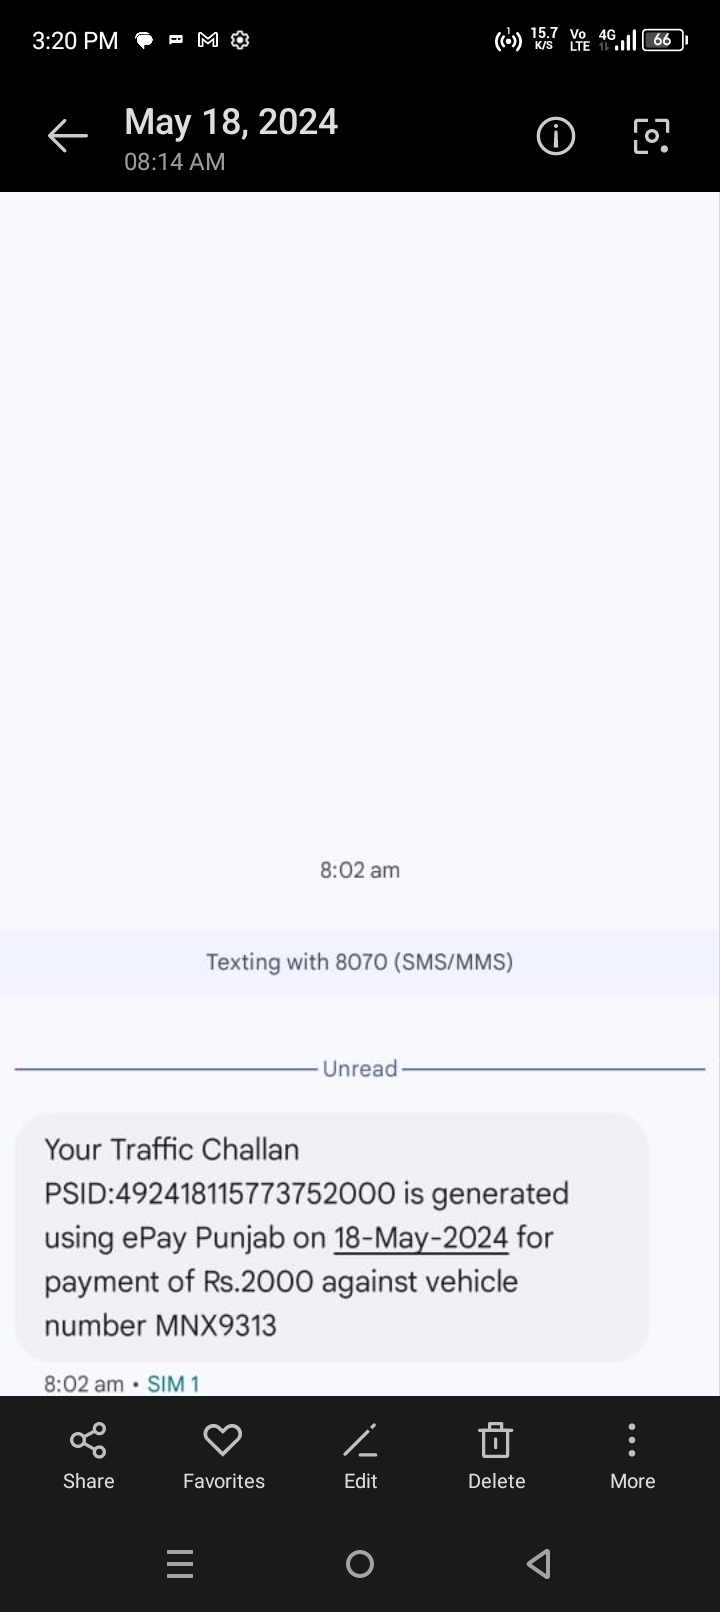 3:20 PM
15.7 K/S
Vo LTE
4G
66
May 18, 2024
08:14 AM
8:02 am
Texting with 8070 (SMS/MMS)
Unread
Your Traffic Challan
PSID:492418115773752000 is generated
using ePay Punjab on 18-May-2024 for
payment of Rs.2000 against vehicle
number MNX9313
8:02 am • SIM 1
Share
Favorites
Edit
Delete
More